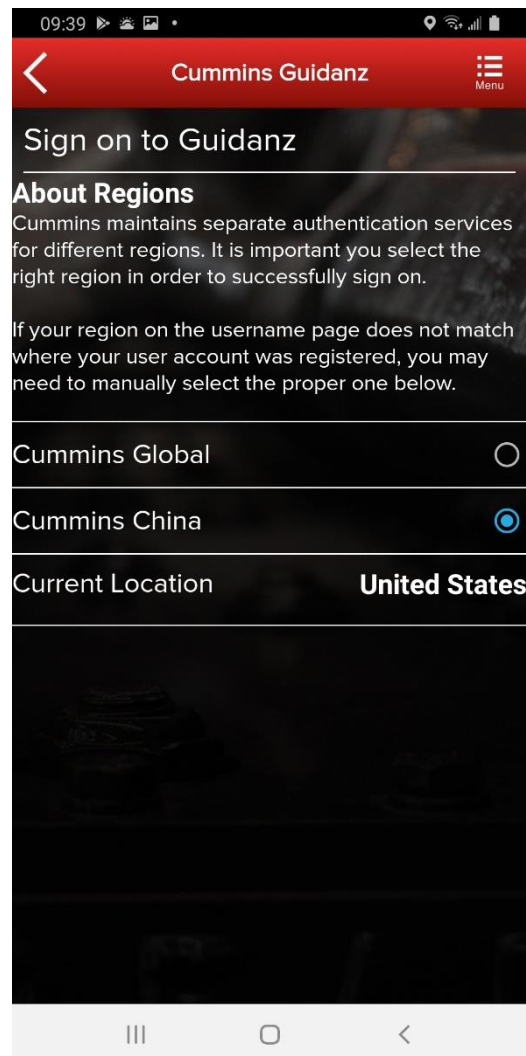 09:39
Cummins Guidanz
Menu
Sign on to Guidanz
About Regions
Cummins maintains separate authentication services
for different regions. It is important you select the
right region in order to successfully sign on.
If your region on the username page does not match
where your user account was registered, you may
need to manually select the proper one below.
Cummins Global
Cummins China
Current Location United States